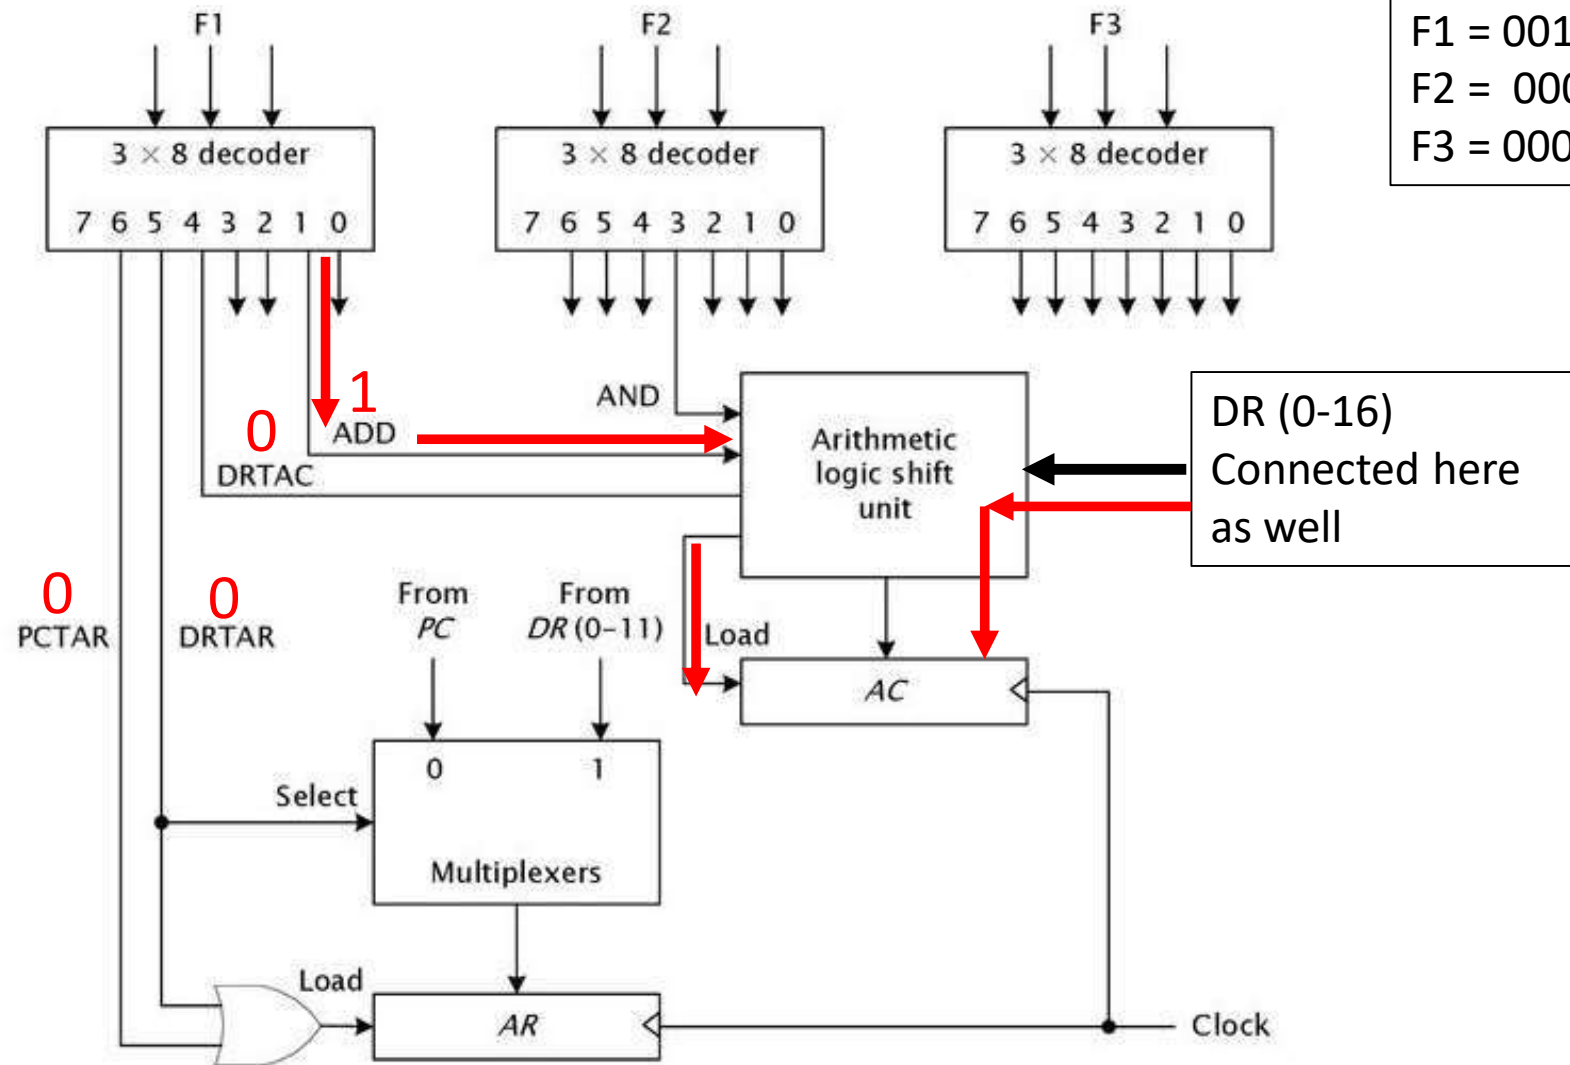 F1
F2
F3
F1 = 001
F2 = 000
F3 = 000
3 × 8 decoder
7 6 5 4 3 2 1 0
3 × 8 decoder
7 6 5 4 3 2 1 0
3 × 8 decoder
7 6 5 4 3 2 1 0
1
0
ADD
DRTAC
AND
Arithmetic
logic shift
unit
DR (0-16)
Connected here
as well
0
PCTAR
0
DRTAR
From
PC
From
DR (0–11)
Load
AC
0
1
Select
Multiplexers
Load
AR
Clock